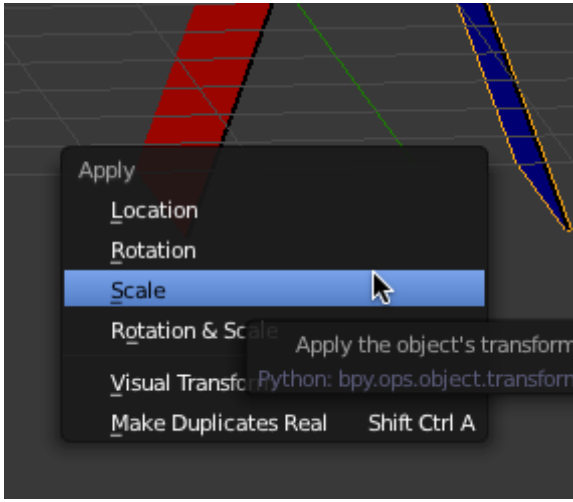 Apply
Location
Rotation
Scale
Rotation & Scale
Apply the object's transform
Visual Transform
Python: bpy.ops.object.transform
Make Duplicates Real Shift Ctrl A